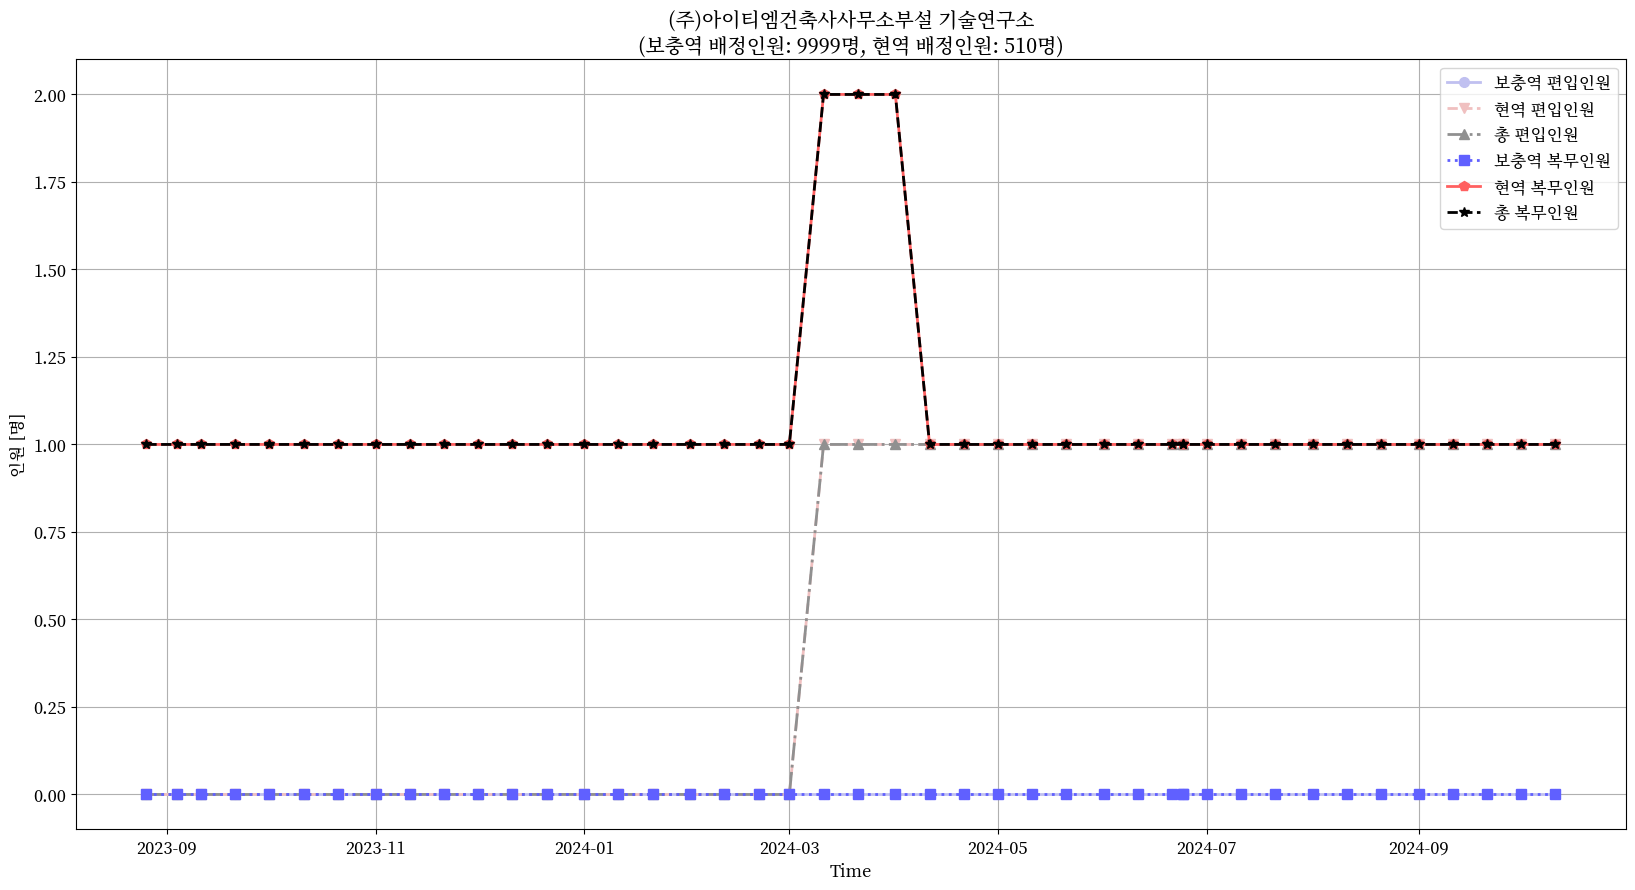 (주)아이티엠건축사사무소부설 기술연구소
(보충역 배정인원: 9999명, 현역 배정인원: 510명)
보충역 편입인원
현역 편입인원
총 편입인원
보충역 복무인원
현역 복무인원
총 복무인원
인원 [명]
2.00
1.75
1.50
1.25
1.00
0.75
0.50
0.25
0.00
2023-09
2023-11
2024-01
2024-03
2024-05
2024-07
2024-09
Time